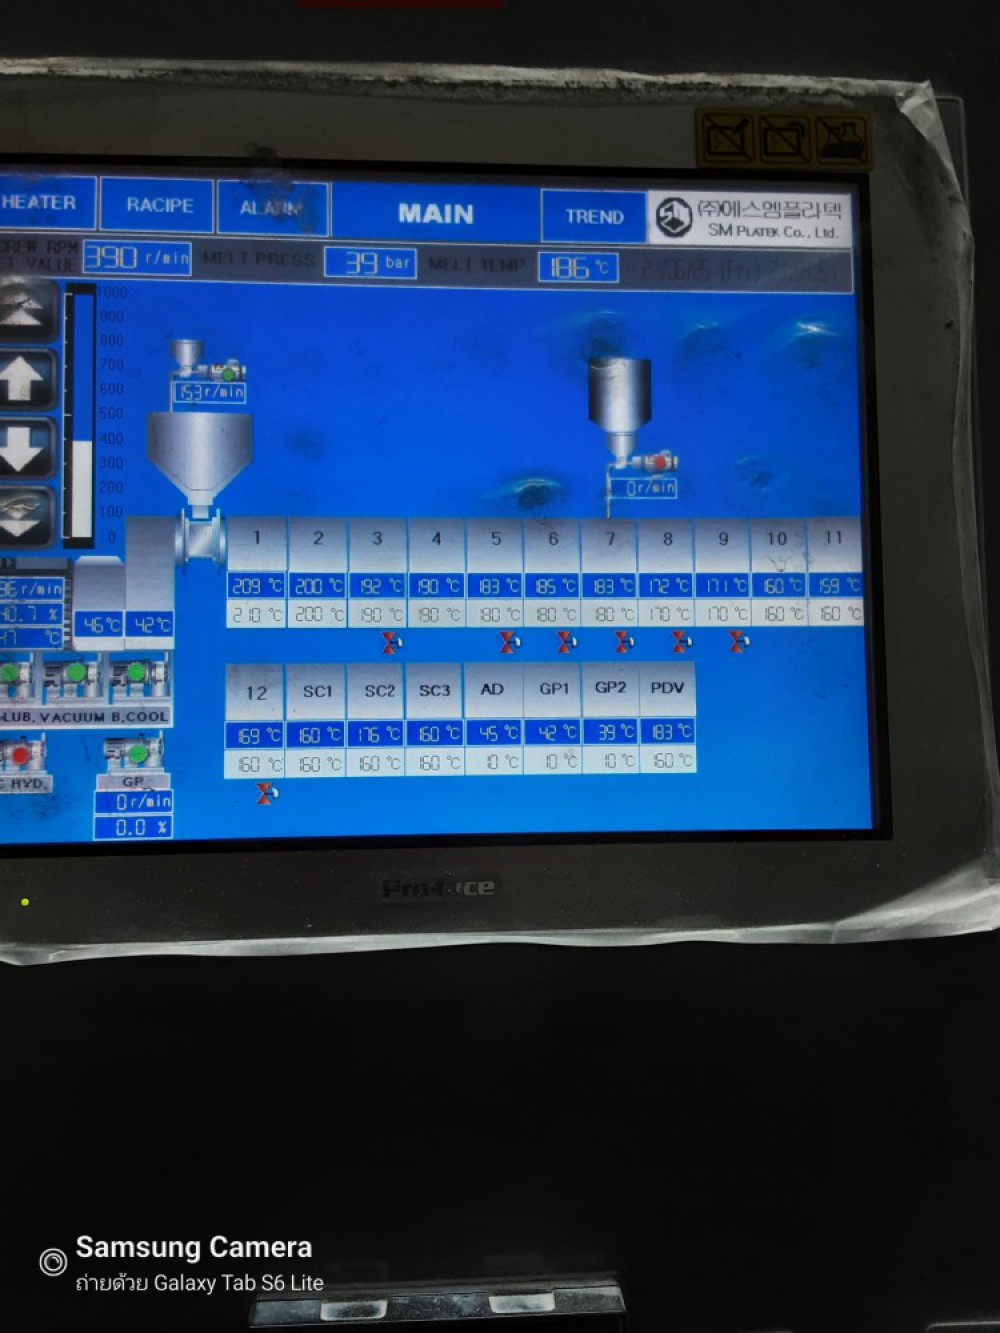 HEATER RACIPE ALARM MAIN TREND (주)에스엠플라텍
SM PLATEK Co., Ltd.
RPM 390 r/min MELT PRESS 39 bar MELT TEMP 186 ℃
VALUE
1000
900
800
700
600
500
400
300
200
100
0
153 r/min
0 r/min
1 2 3 4 5 6 7 8 9 10 11
209 ℃ 200 ℃ 192 ℃ 190 ℃ 183 ℃ 185 ℃ 183 ℃ 172 ℃ 171 ℃ 160 ℃ 159 ℃
210 ℃ 200 ℃ 190 ℃ 190 ℃ 180 ℃ 180 ℃ 180 ℃ 170 ℃ 170 ℃ 160 ℃ 160 ℃
r/min
%
℃
46 ℃ 42 ℃
VACUUM B.COOL
HYD.
GP
0 r/min
0.0 %
12 SC1 SC2 SC3 AD GP1 GP2 PDV
169 ℃ 160 ℃ 176 ℃ 160 ℃ 45 ℃ 42 ℃ 39 ℃ 183 ℃
160 ℃ 160 ℃ 160 ℃ 160 ℃ 10 ℃ 10 ℃ 10 ℃ 160 ℃
Samsung Camera
ถ่ายด้วย Galaxy Tab S6 Lite